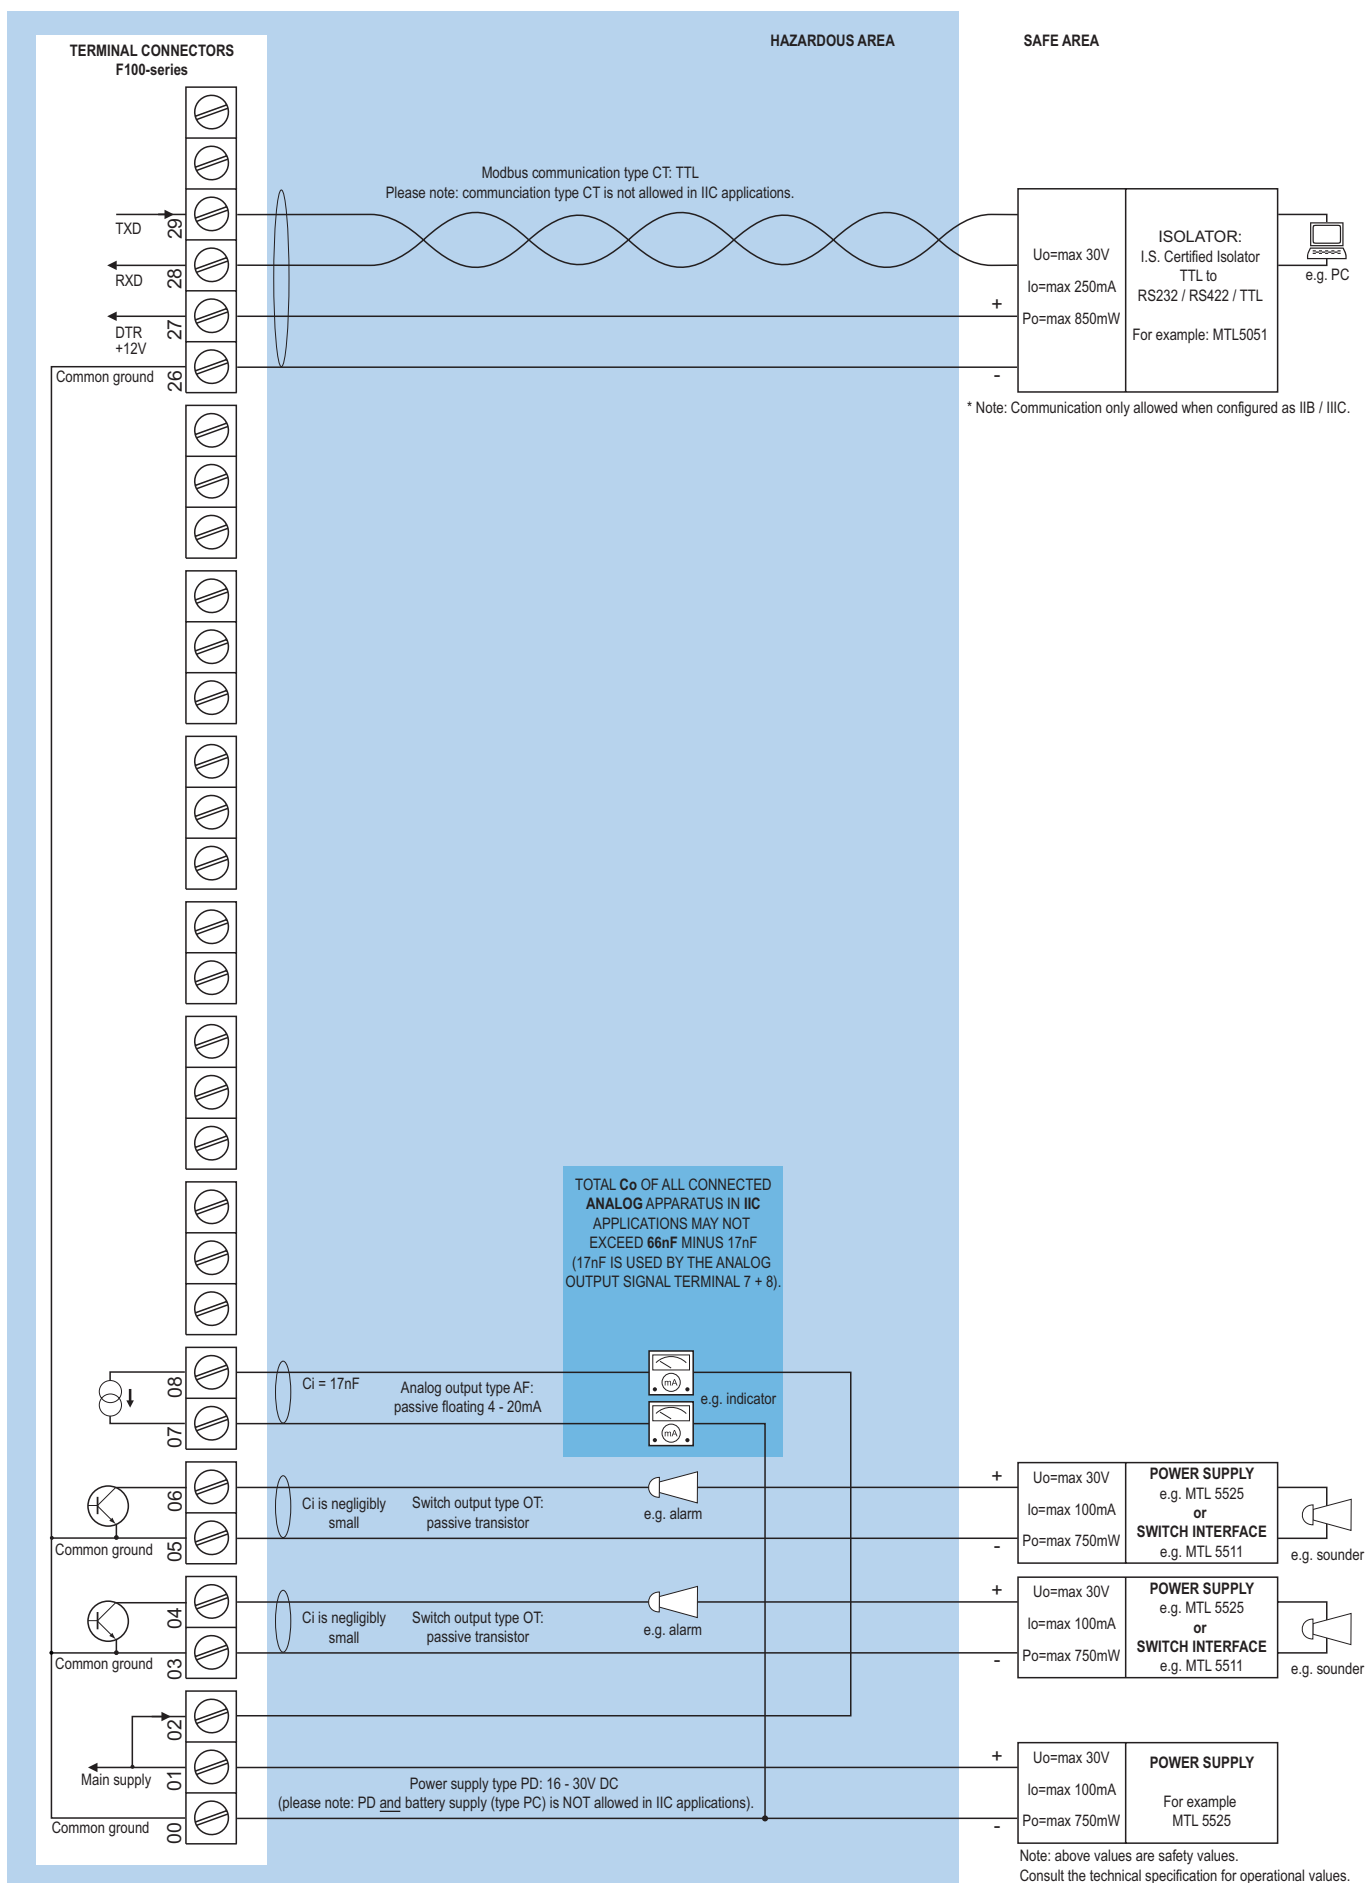 TERMINAL CONNECTORS
F100-series
HAZARDOUS AREA
SAFE AREA
Modbus communication type CT: TTL
Please note: communciation type CT is not allowed in IIC applications.
TXD
29
RXD
28
DTR
+12V
27
Common ground
26
+
-
Uo=max 30V
Io=max 250mA
Po=max 850mW
ISOLATOR:
I.S. Certified Isolator
TTL to
RS232 / RS422 / TTL
For example: MTL5051
e.g. PC
* Note: Communication only allowed when configured as IIB / IIIC.
TOTAL Co OF ALL CONNECTED
ANALOG APPARATUS IN IIC
APPLICATIONS MAY NOT
EXCEED 66nF MINUS 17nF
(17nF IS USED BY THE ANALOG
OUTPUT SIGNAL TERMINAL 7 + 8).
08
07
Ci = 17nF
Analog output type AF:
passive floating 4 - 20mA
mA
e.g. indicator
mA
06
Common ground
05
Ci is negligibly
small
Switch output type OT:
passive transistor
e.g. alarm
+
-
Uo=max 30V
Io=max 100mA
Po=max 750mW
POWER SUPPLY
e.g. MTL 5525
or
SWITCH INTERFACE
e.g. MTL 5511
e.g. sounder
04
Common ground
03
Ci is negligibly
small
Switch output type OT:
passive transistor
e.g. alarm
+
-
Uo=max 30V
Io=max 100mA
Po=max 750mW
POWER SUPPLY
e.g. MTL 5525
or
SWITCH INTERFACE
e.g. MTL 5511
e.g. sounder
02
Main supply
01
Common ground
00
Power supply type PD: 16 - 30V DC
(please note: PD and battery supply (type PC) is NOT allowed in IIC applications).
+
-
Uo=max 30V
Io=max 100mA
Po=max 750mW
POWER SUPPLY
For example
MTL 5525
Note: above values are safety values.
Consult the technical specification for operational values.